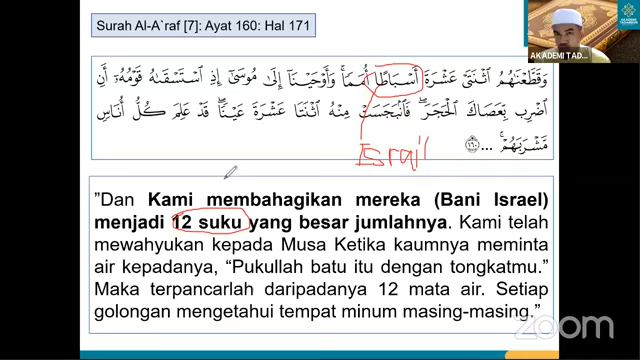 Surah Al-A`raf [7]: Ayat 160: Hal 171
وَقَطَّعْنَٰهُمُ ٱثْنَتَىْ عَشْرَةَ أَسْبَاطًا أُمَمًا ۚ وَأَوْحَيْنَآ إِلَىٰ مُوسَىٰٓ إِذِ ٱسْتَسْقَىٰهُ قَوْمُهُۥٓ أَنِ
ٱضْرِب بِّعَصَاكَ ٱلْحَجَرَ ۖ فَٱنۢبَجَسَتْ مِنْهُ ٱثْنَتَا عَشْرَةَ عَيْنًا ۖ قَدْ عَلِمَ كُلُّ أُنَاسٍ
مَّشْرَبَهُمْ ۚ ... ١٦٠
Israi'l
"Dan Kami membahagikan mereka (Bani Israel)
menjadi 12 suku yang besar jumlahnya. Kami telah
mewahyukan kepada Musa Ketika kaumnya meminta
air kepadanya, “Pukullah batu itu dengan tongkatmu.”
Maka terpancarlah daripadanya 12 mata air. Setiap
golongan mengetahui tempat minum masing-masing.”
AKADEMI TAD...
zoom